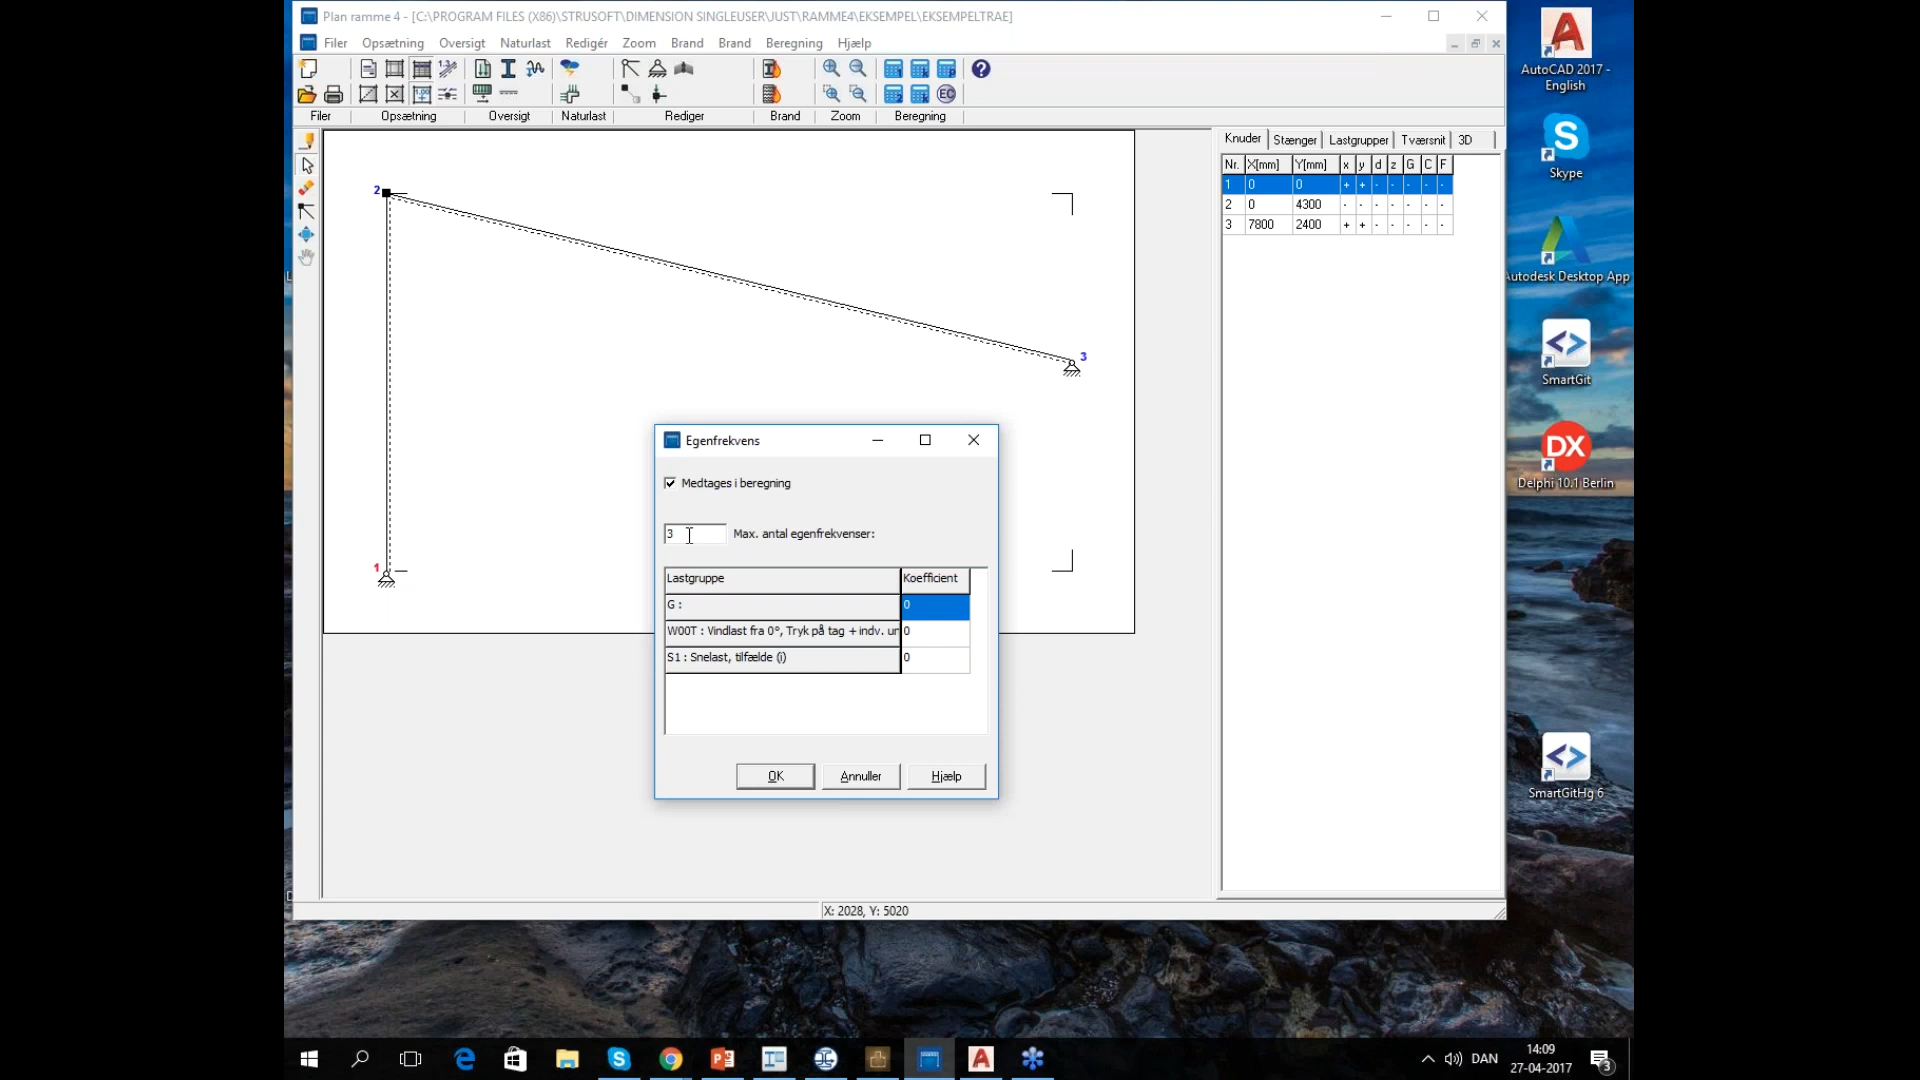 Plan ramme 4 - [C:\PROGRAM FILES (X86)\STRUSOFT\DIMENSION SINGLEUSER\JUST\RAMME4\EKSEMPEL\EKSEMPELTRAE]
Filer Opsætning Oversigt Naturlast Redigér Zoom Brand Brand Beregning Hjælp
Filer Opsætning Oversigt Naturlast Rediger Brand Zoom Beregning
Knuder Stænger Lastgrupper Tværsnit 3D
Nr. X[mm] Y[mm] x y d z G C F
1 0 0 + + - - - - -
2 0 4300 - - - - - - -
3 7800 2400 + + - - - - -
2
3
1
Egenfrekvens
Medtages i beregning
3 Max. antal egenfrekvenser:
Lastgruppe Koefficient
G : 0
W00T : Vindlast fra 0°, Tryk på tag + indv. ur 0
S1 : Snelast, tilfælde (i) 0
OK Annuller Hjælp
X: 2028, Y: 5020
AutoCAD 2017 -
English
Skype
Autodesk Desktop App
SmartGit
DX
Delphi 10.1 Berlin
SmartGitHg 6
DAN
14:09
27-04-2017
3